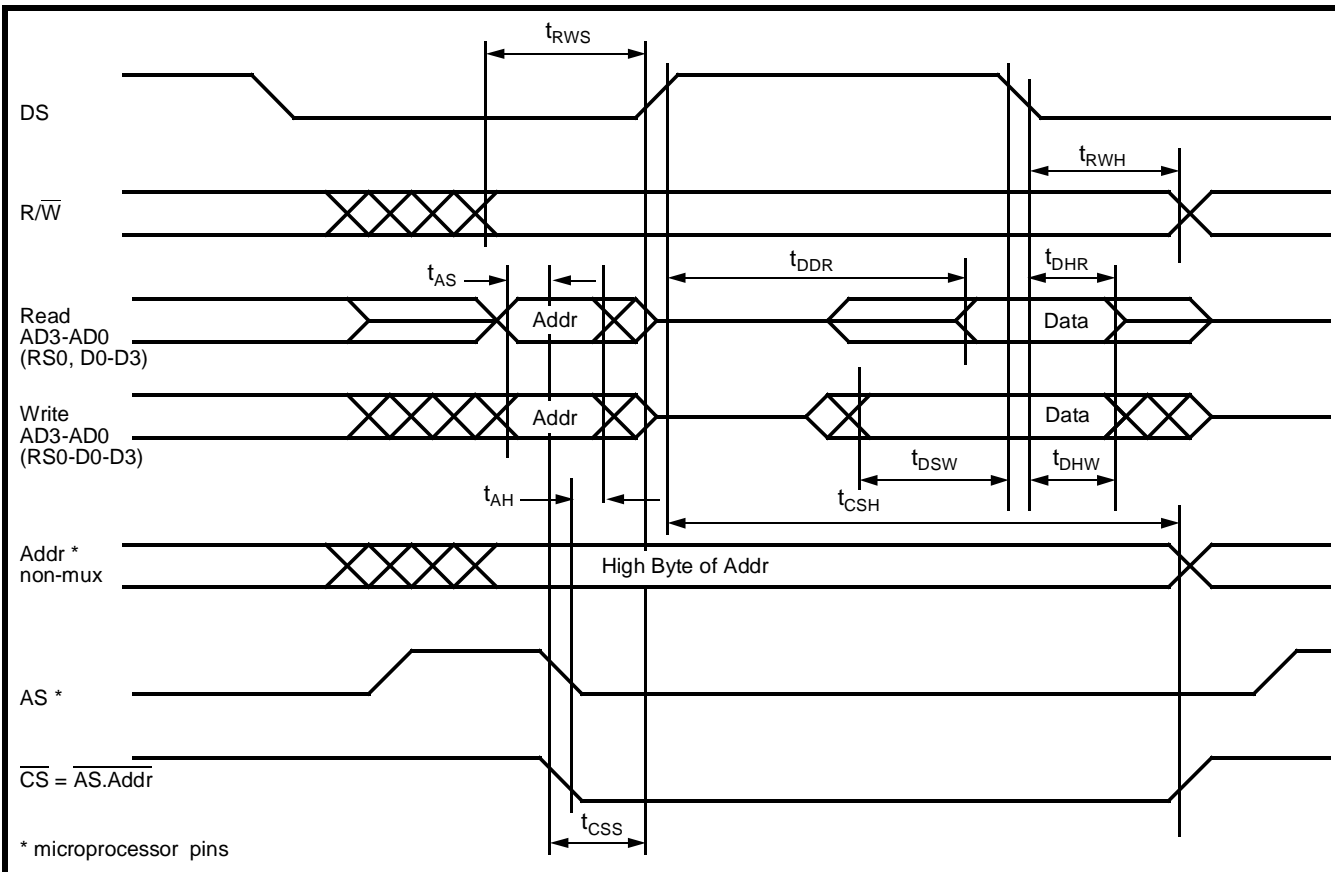 tRWS
DS
tRWH
R/W
tAS
tDDR
tDHR
Read
AD3-AD0
(RS0, D0-D3)
Addr
Data
Write
AD3-AD0
(RS0-D0-D3)
Addr
Data
tDSW
tDHW
tAH
tCSH
Addr *
non-mux
High Byte of Addr
AS *
CS = AS.Addr
tCSS
* microprocessor pins